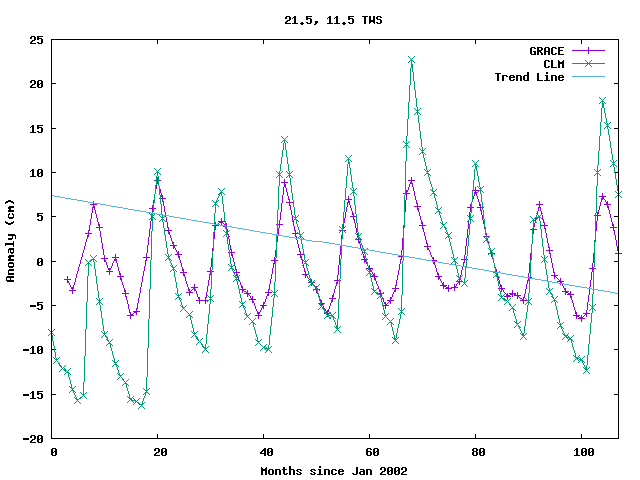 21.5, 11.5 TWS
25
20
15
10
5
0
-5
-10
-15
-20
Anomaly (cm)
GRACE
CLM
Trend Line
0 20 40 60 80 100
Months since Jan 2002